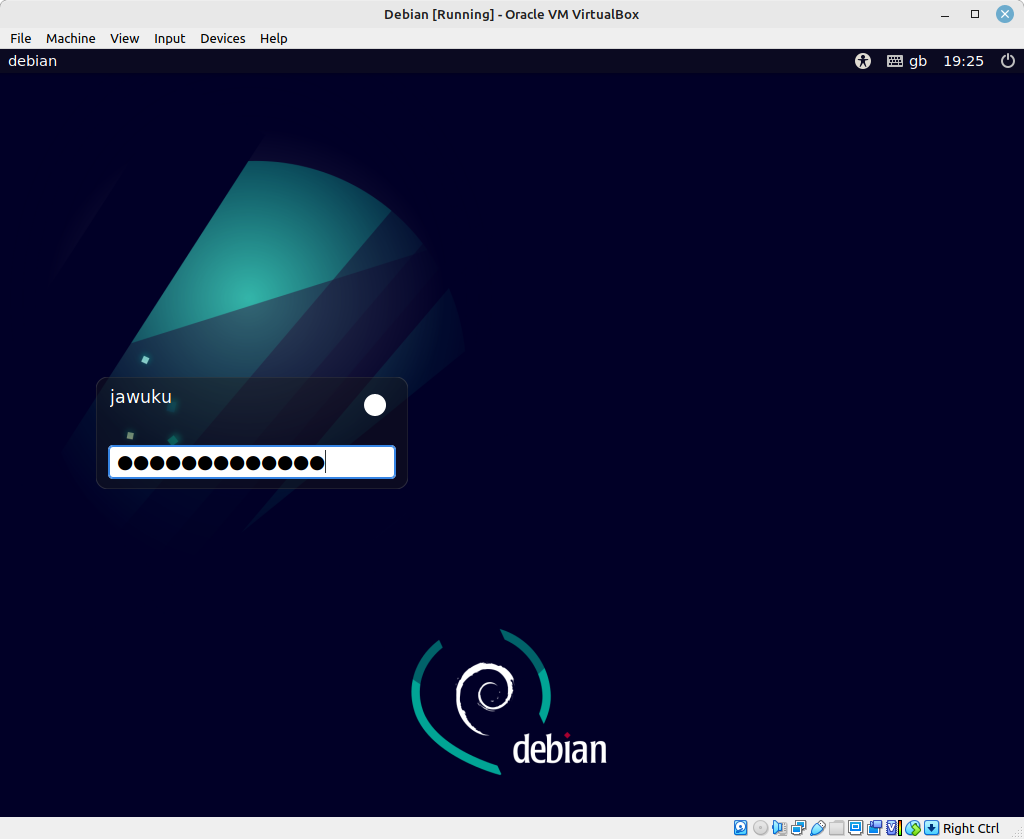 Debian [Running] - Oracle VM VirtualBox
File Machine View Input Devices Help
debian gb 19:25
jawuku
●●●●●●●●●●●●●
debian
Right Ctrl